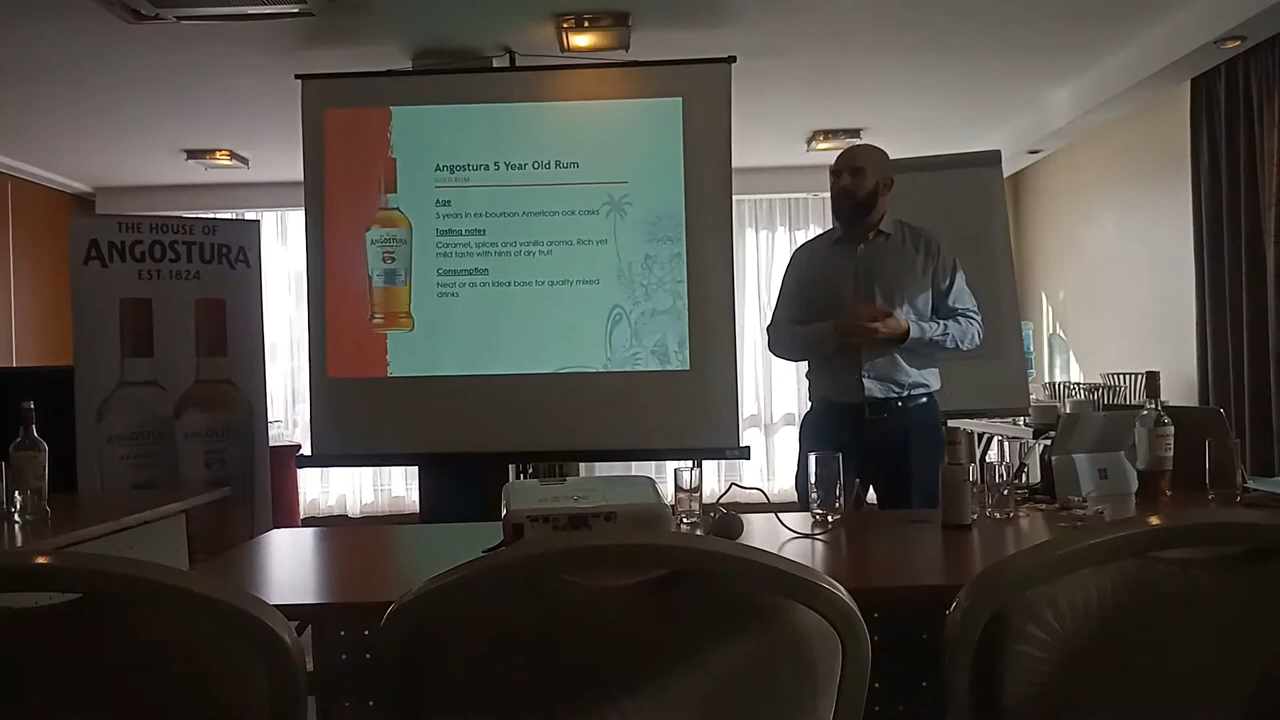 THE HOUSE OF
ANGOSTURA
EST. 1824
Angostura 5 Year Old Rum
GOLD RUM
Age
5 years in ex-bourbon American oak casks
Tasting notes
Caramel, spices and vanilla aroma. Rich yet
mild taste with hints of dry fruit
Consumption
Neat or as an ideal base for quality mixed
drinks
ANGOSTURA